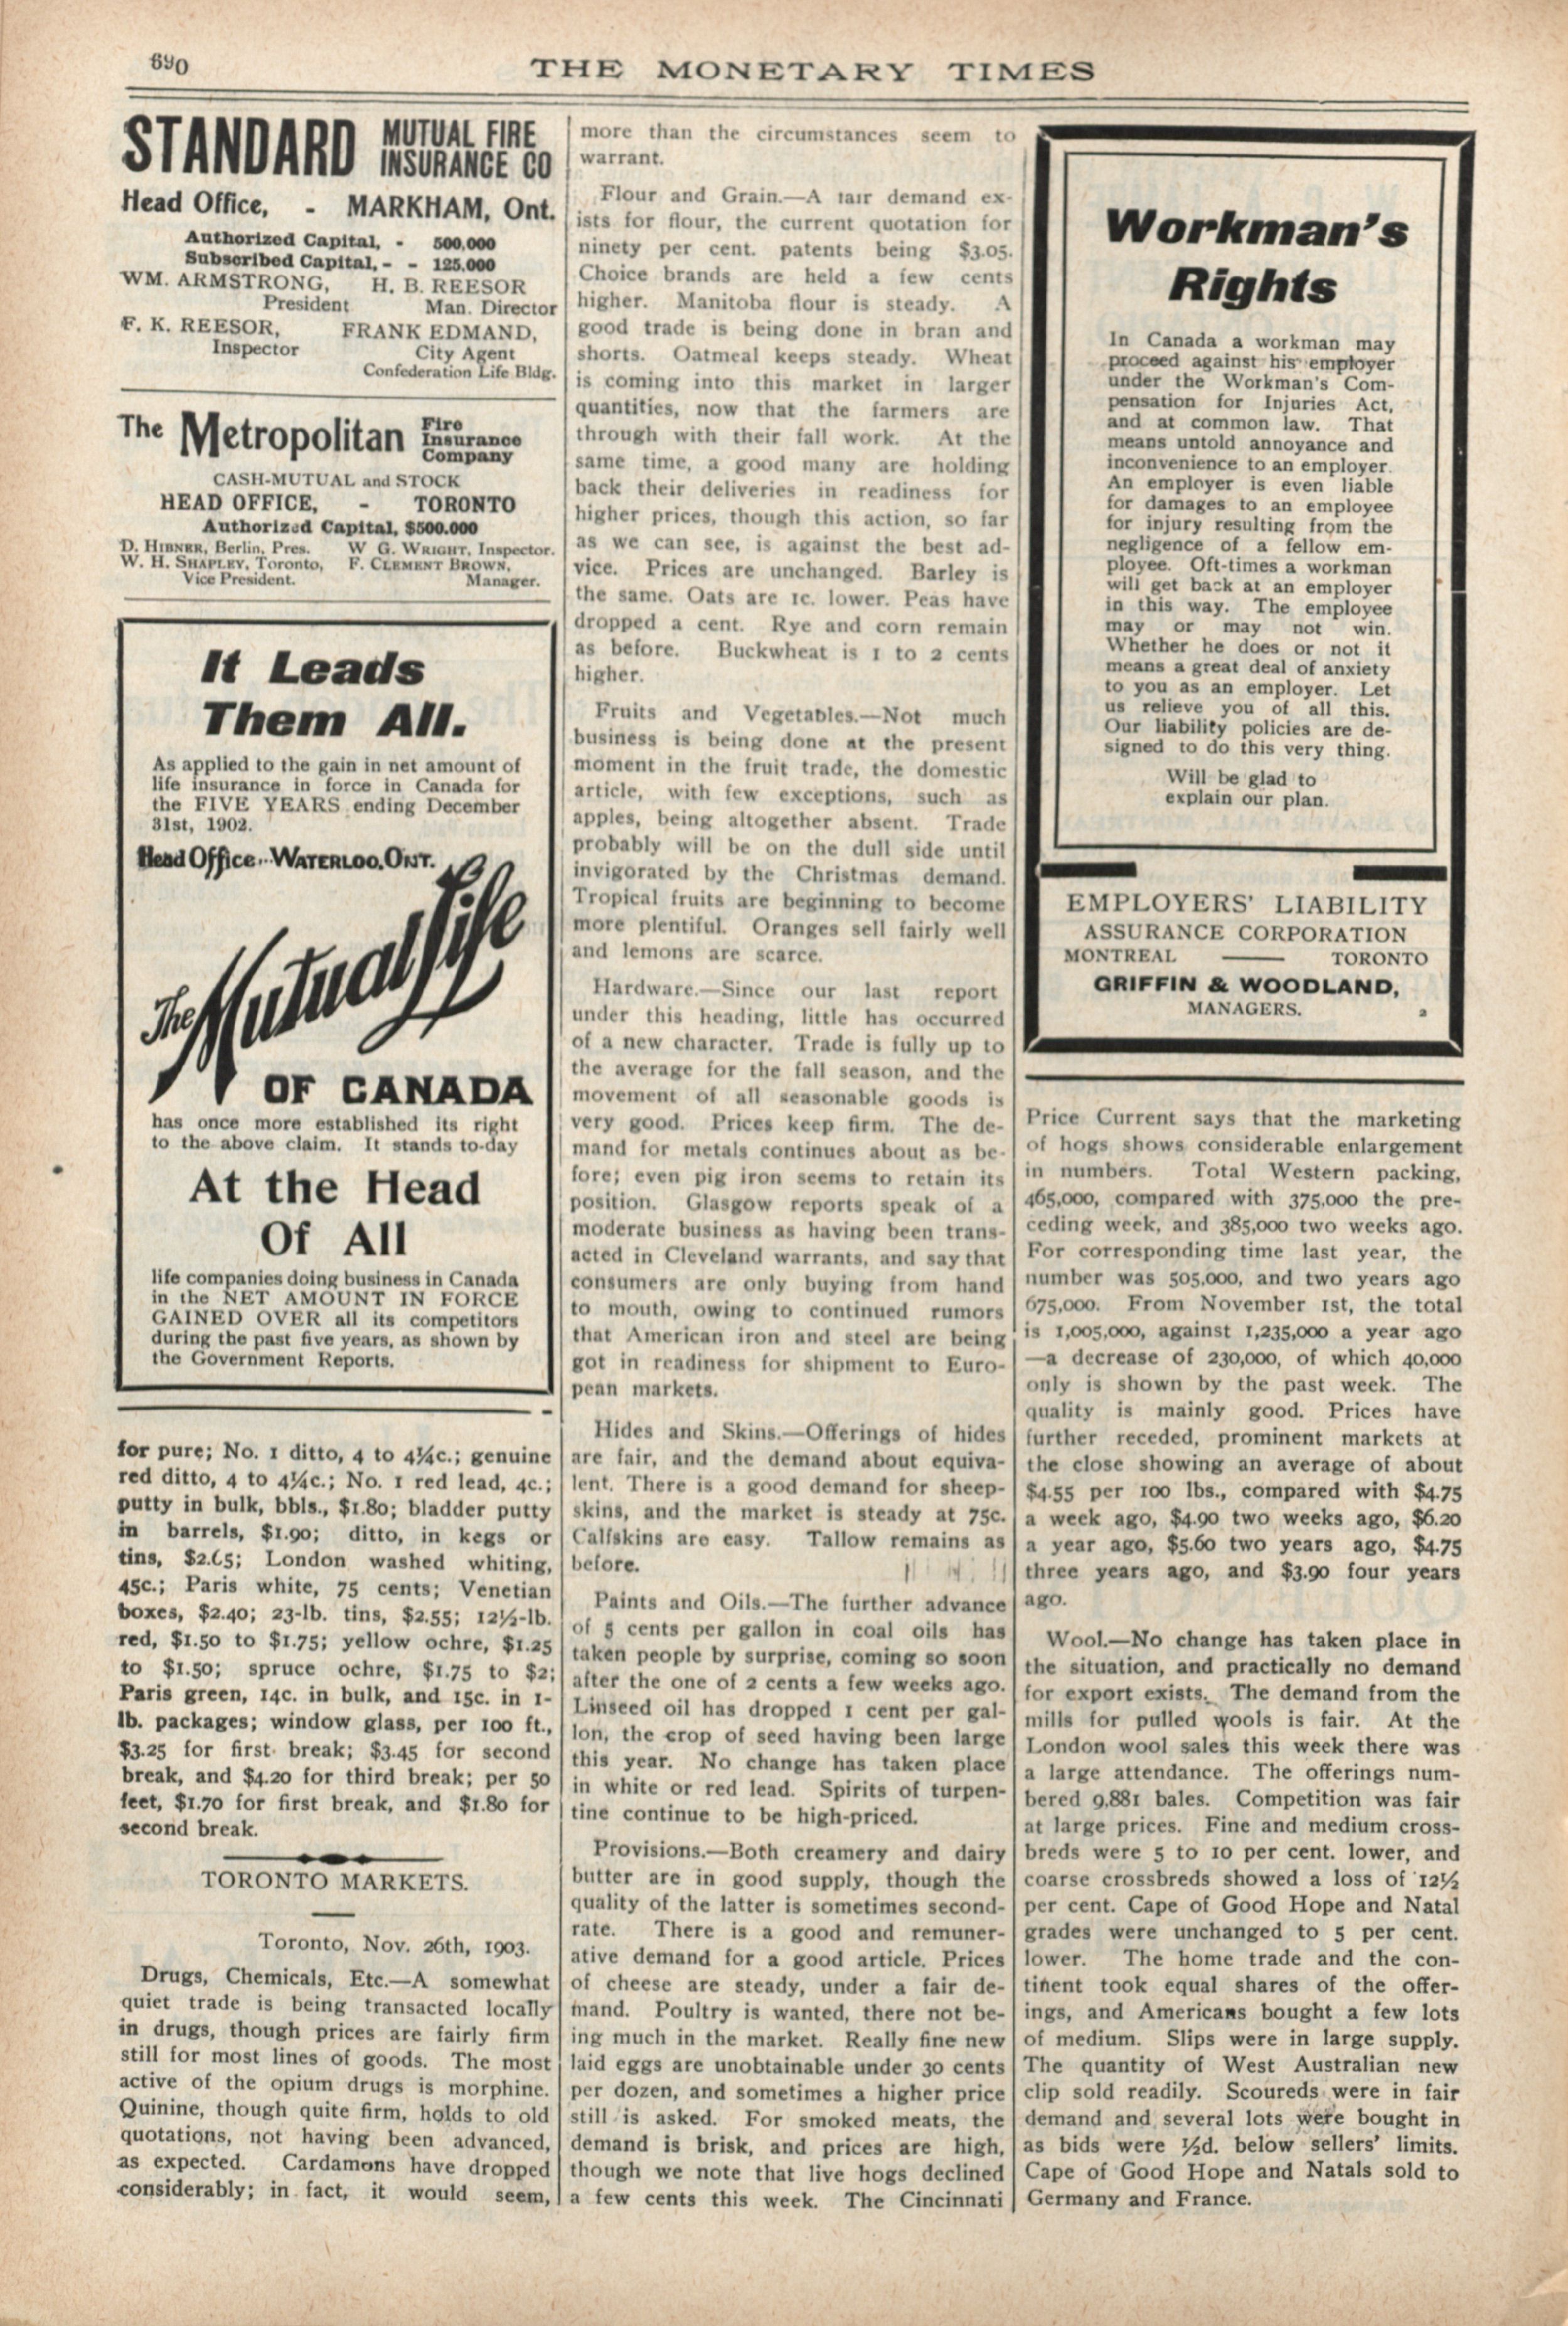 690
THE MONETARY TIMES
STANDARD MUTUAL FIRE
INSURANCE CO
Head Office, - MARKHAM, Ont.
Authorized Capital, - 500,000
Subscribed Capital, - - 125,000
WM. ARMSTRONG, H. B. REESOR
President Man. Director
F. K. REESOR, FRANK EDMAND,
Inspector City Agent
Confederation Life Bldg.
The Metropolitan Fire
Insurance
Company
CASH-MUTUAL and STOCK
HEAD OFFICE, - TORONTO
Authorized Capital, $500.000
D. HIBNER, Berlin, Pres. W G. WRIGHT, Inspector.
W. H. SHAPLEY, Toronto, F. CLEMENT BROWN,
Vice President. Manager.
It Leads
Them All.
As applied to the gain in net amount of
life insurance in force in Canada for
the FIVE YEARS ending December
31st, 1902.
Head Office, WATERLOO, ONT.
The Mutual Life
OF CANADA
has once more established its right
to the above claim. It stands to-day
At the Head
Of All
life companies doing business in Canada
in the NET AMOUNT IN FORCE
GAINED OVER all its competitors
during the past five years, as shown by
the Government Reports.
for pure; No. 1 ditto, 4 to 4¼c.; genuine
red ditto, 4 to 4¼c.; No. 1 red lead, 4c.;
putty in bulk, bbls., $1.80; bladder putty
in barrels, $1.90; ditto, in kegs or
tins, $2.65; London washed whiting,
45c.; Paris white, 75 cents; Venetian
boxes, $2.40; 23-lb. tins, $2.55; 12½-lb.
red, $1.50 to $1.75; yellow ochre, $1.25
to $1.50; spruce ochre, $1.75 to $2;
Paris green, 14c. in bulk, and 15c. in 1-
lb. packages; window glass, per 100 ft.,
$3.25 for first break; $3.45 for second
break, and $4.20 for third break; per 50
feet, $1.70 for first break, and $1.80 for
second break.
TORONTO MARKETS.
Toronto, Nov. 26th, 1903.
Drugs, Chemicals, Etc.—A somewhat
quiet trade is being transacted locally
in drugs, though prices are fairly firm
still for most lines of goods. The most
active of the opium drugs is morphine.
Quinine, though quite firm, holds to old
quotations, not having been advanced,
as expected. Cardamons have dropped
considerably; in fact, it would seem,
more than the circumstances seem to
warrant.
Flour and Grain.—A fair demand ex-
ists for flour, the current quotation for
ninety per cent. patents being $3.05.
Choice brands are held a few cents
higher. Manitoba flour is steady. A
good trade is being done in bran and
shorts. Oatmeal keeps steady. Wheat
is coming into this market in larger
quantities, now that the farmers are
through with their fall work. At the
same time, a good many are holding
back their deliveries in readiness for
higher prices, though this action, so far
as we can see, is against the best ad-
vice. Prices are unchanged. Barley is
the same. Oats are 1c. lower. Peas have
dropped a cent. Rye and corn remain
as before. Buckwheat is 1 to 2 cents
higher.
Fruits and Vegetables.—Not much
business is being done at the present
moment in the fruit trade, the domestic
article, with few exceptions, such as
apples, being altogether absent. Trade
probably will be on the dull side until
invigorated by the Christmas demand.
Tropical fruits are beginning to become
more plentiful. Oranges sell fairly well
and lemons are scarce.
Hardware.—Since our last report
under this heading, little has occurred
of a new character. Trade is fully up to
the average for the fall season, and the
movement of all seasonable goods is
very good. Prices keep firm. The de-
mand for metals continues about as be-
fore; even pig iron seems to retain its
position. Glasgow reports speak of a
moderate business as having been trans-
acted in Cleveland warrants, and say that
consumers are only buying from hand
to mouth, owing to continued rumors
that American iron and steel are being
got in readiness for shipment to Euro-
pean markets.
Hides and Skins.—Offerings of hides
are fair, and the demand about equiva-
lent. There is a good demand for sheep-
skins, and the market is steady at 75c.
Calfskins are easy. Tallow remains as
before.
Paints and Oils.—The further advance
of 5 cents per gallon in coal oils has
taken people by surprise, coming so soon
after the one of 2 cents a few weeks ago.
Linseed oil has dropped 1 cent per gal-
lon, the crop of seed having been large
this year. No change has taken place
in white or red lead. Spirits of turpen-
tine continue to be high-priced.
Provisions.—Both creamery and dairy
butter are in good supply, though the
quality of the latter is sometimes second-
rate. There is a good and remuner-
ative demand for a good article. Prices
of cheese are steady, under a fair de-
mand. Poultry is wanted, there not be-
ing much in the market. Really fine new
laid eggs are unobtainable under 30 cents
per dozen, and sometimes a higher price
still is asked. For smoked meats, the
demand is brisk, and prices are high,
though we note that live hogs declined
a few cents this week. The Cincinnati
Workman's
Rights
In Canada a workman may
proceed against his employer
under the Workman's Com-
pensation for Injuries Act,
and at common law. That
means untold annoyance and
inconvenience to an employer.
An employer is even liable
for damages to an employee
for injury resulting from the
negligence of a fellow em-
ployee. Oft-times a workman
will get back at an employer
in this way. The employee
may or may not win.
Whether he does or not it
means a great deal of anxiety
to you as an employer. Let
us relieve you of all this.
Our liability policies are de-
signed to do this very thing.
Will be glad to
explain our plan.
EMPLOYERS' LIABILITY
ASSURANCE CORPORATION
MONTREAL —— TORONTO
GRIFFIN & WOODLAND,
MANAGERS. 2
Price Current says that the marketing
of hogs shows considerable enlargement
in numbers. Total Western packing,
465,000, compared with 375,000 the pre-
ceding week, and 385,000 two weeks ago.
For corresponding time last year, the
number was 505,000, and two years ago
675,000. From November 1st, the total
is 1,005,000, against 1,235,000 a year ago
—a decrease of 230,000, of which 40,000
only is shown by the past week. The
quality is mainly good. Prices have
further receded, prominent markets at
the close showing an average of about
$4.55 per 100 lbs., compared with $4.75
a week ago, $4.90 two weeks ago, $6.20
a year ago, $5.60 two years ago, $4.75
three years ago, and $3.90 four years
ago.
Wool.—No change has taken place in
the situation, and practically no demand
for export exists. The demand from the
mills for pulled wools is fair. At the
London wool sales this week there was
a large attendance. The offerings num-
bered 9,881 bales. Competition was fair
at large prices. Fine and medium cross-
breds were 5 to 10 per cent. lower, and
coarse crossbreds showed a loss of 12½
per cent. Cape of Good Hope and Natal
grades were unchanged to 5 per cent.
lower. The home trade and the con-
tinent took equal shares of the offer-
ings, and Americans bought a few lots
of medium. Slips were in large supply.
The quantity of West Australian new
clip sold readily. Scoureds were in fair
demand and several lots were bought in
as bids were ½d. below sellers' limits.
Cape of Good Hope and Natals sold to
Germany and France.